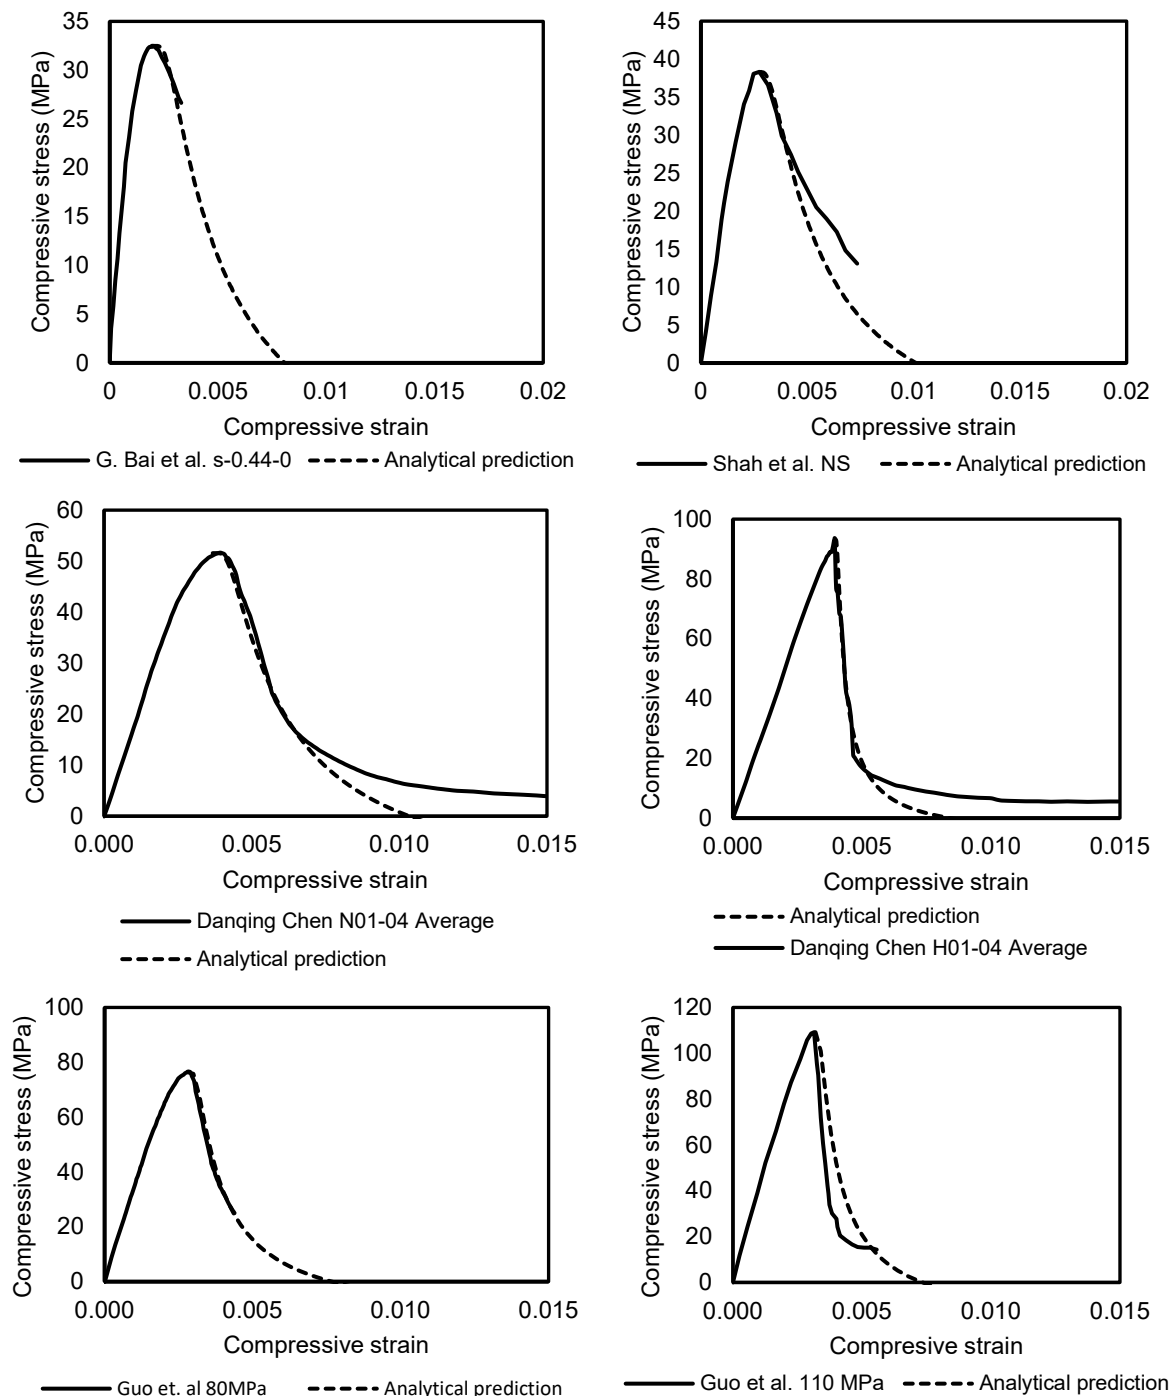 35
30
25
20
15
10
5
0
Compressive stress (MPa)
0 0.005 0.01 0.015 0.02
Compressive strain
G. Bai et al. s-0.44-0 Analytical prediction
45
40
35
30
25
20
15
10
5
0
Compressive stress (MPa)
0 0.005 0.01 0.015 0.02
Compressive strain
Shah et al. NS Analytical prediction
60
50
40
30
20
10
0
Compressive stress (MPa)
0.000 0.005 0.010 0.015
Compressive strain
Danqing Chen N01-04 Average
Analytical prediction
100
80
60
40
20
0
Compressive stress (MPa)
0.000 0.005 0.010 0.015
Compressive strain
Analytical prediction
Danqing Chen H01-04 Average
100
80
60
40
20
0
Compressive stress (MPa)
0.000 0.005 0.010 0.015
Compressive strain
Guo et. al 80MPa Analytical prediction
120
100
80
60
40
20
0
Compressive stress (MPa)
0.000 0.005 0.010 0.015
Compresive strain
Guo et al. 110 MPa Analytical prediction